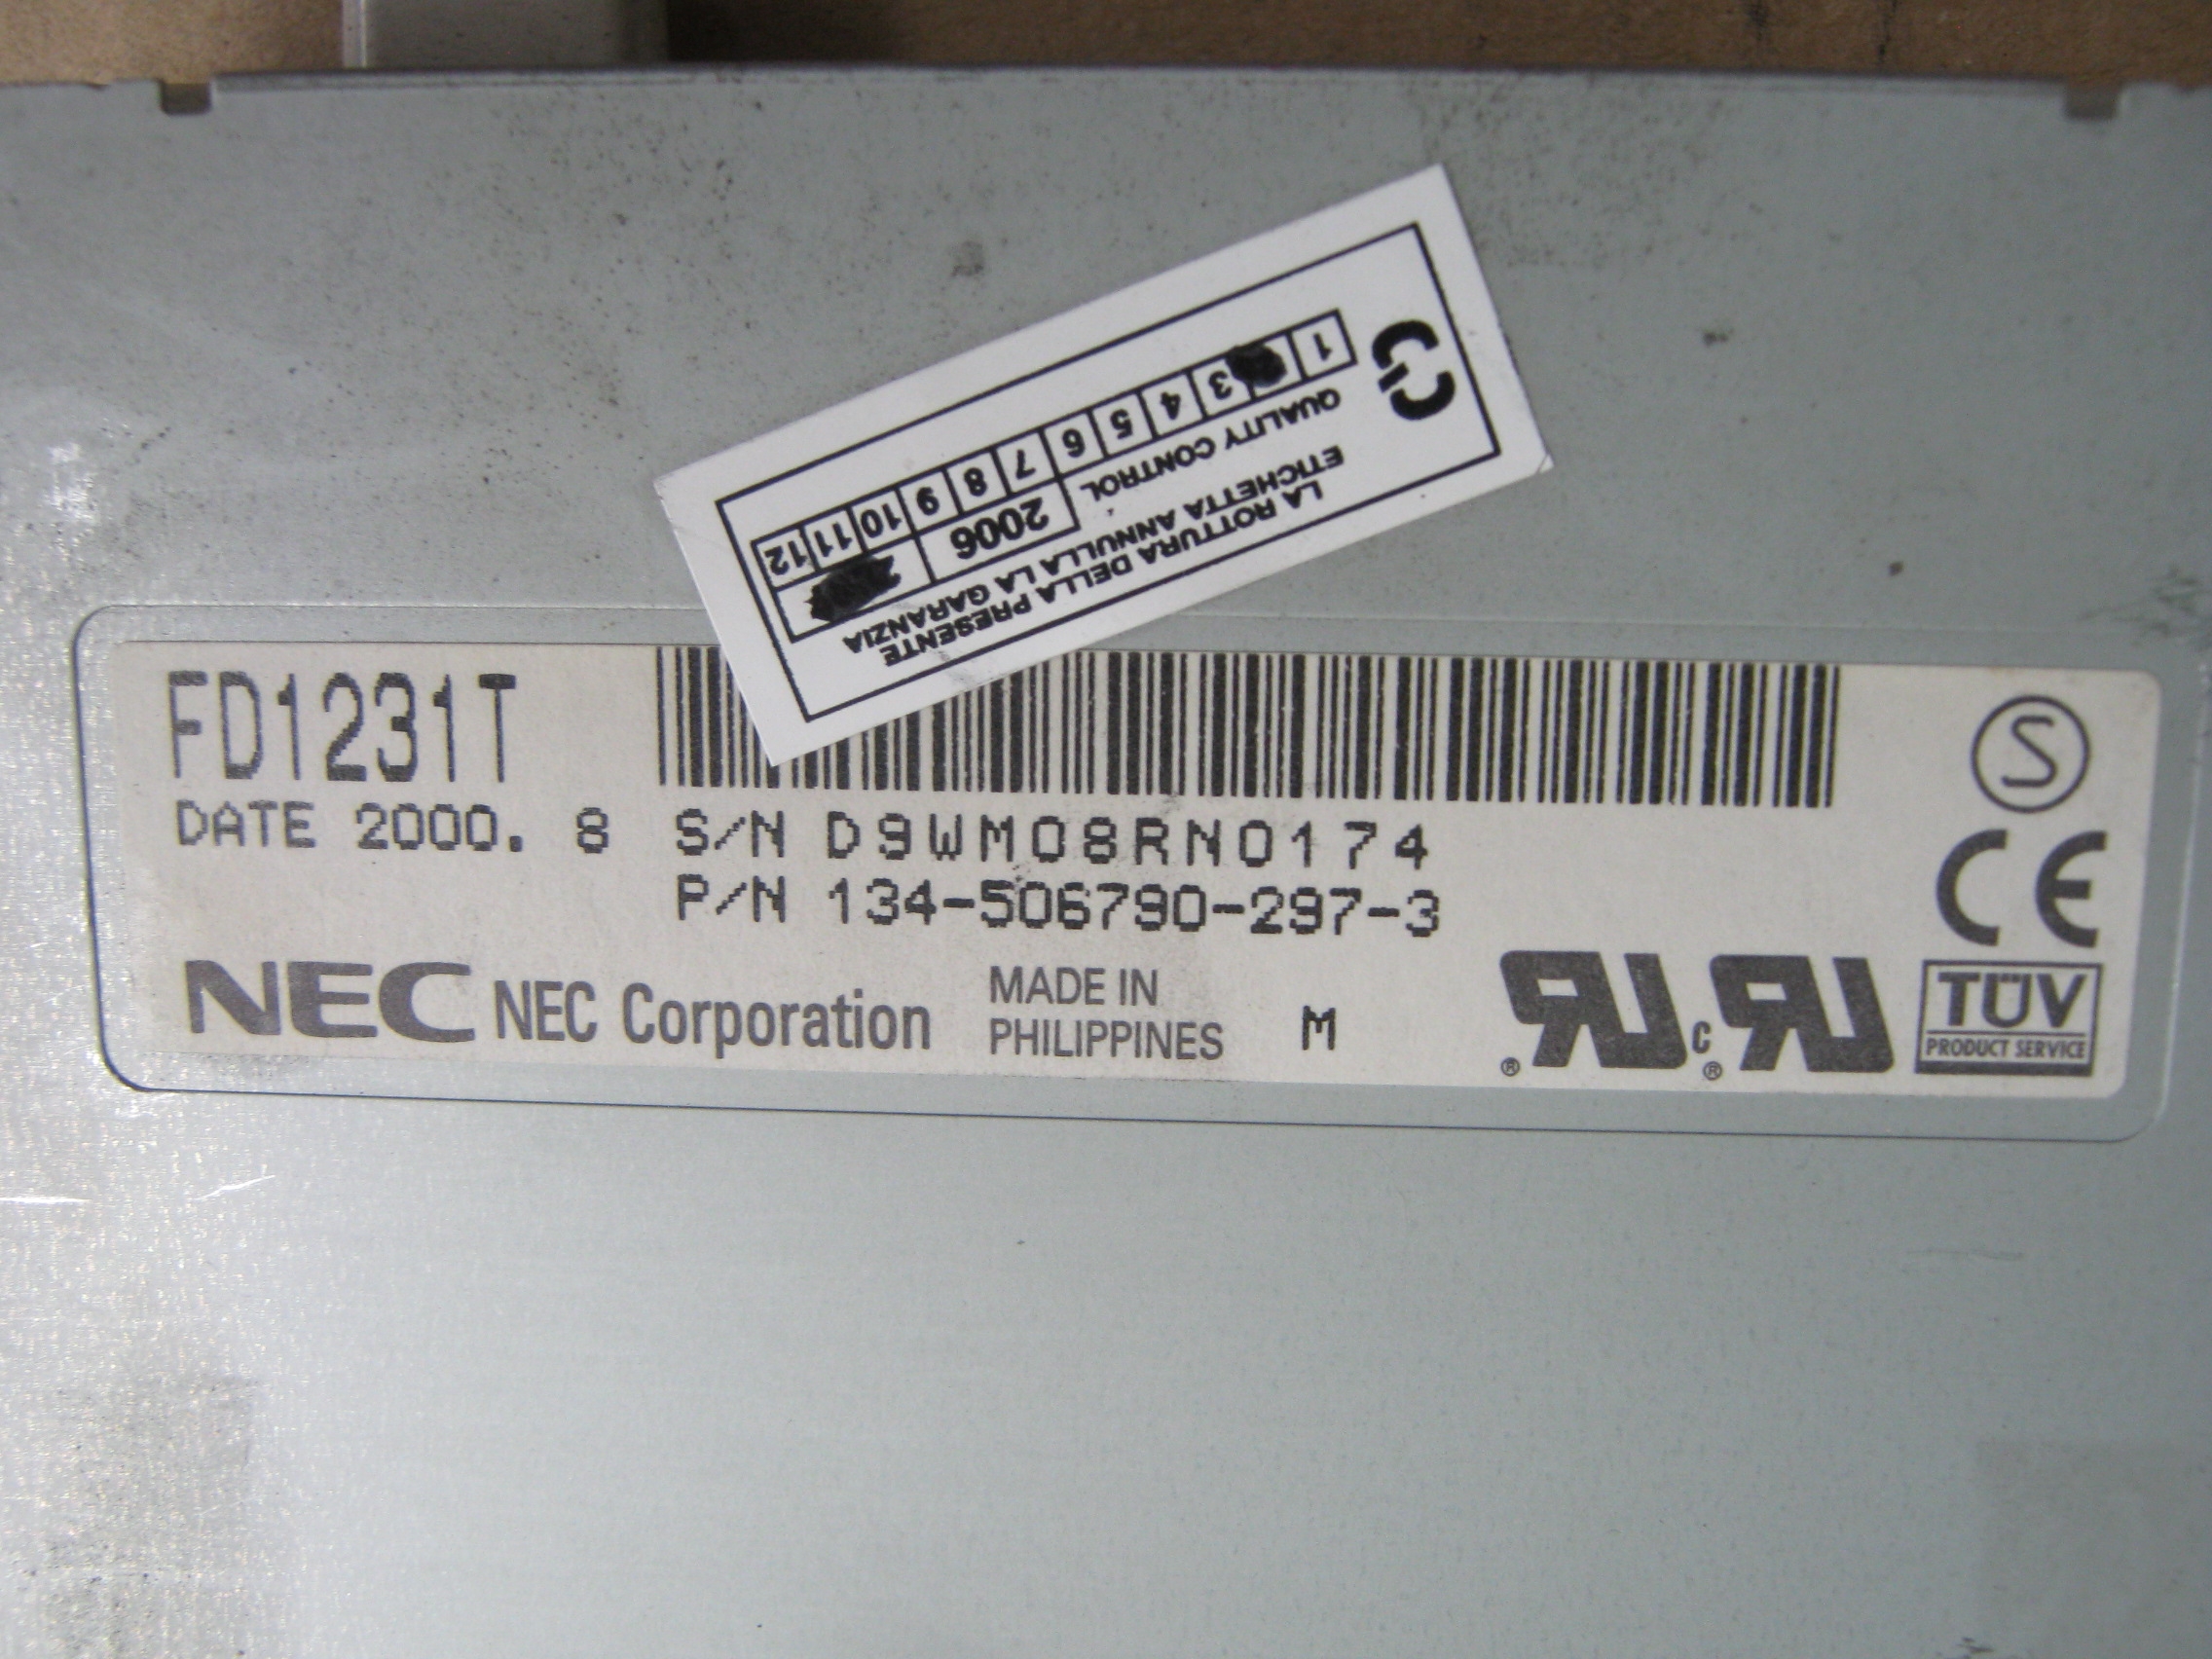 1 3 4 5 6 7 8 9 10 11 12
QUALITY CONTROL 2006
ETICHETTA ANNULLA LA GARANZIA
LA ROTTURA DELLA PRESENTE
FD1231T
DATE 2000. 8 S/N D9WM08RN0174
P/N 134-506790-297-3
NEC NEC Corporation MADE IN
PHILIPPINES M
S
CE
TÜV
PRODUCT SERVICE